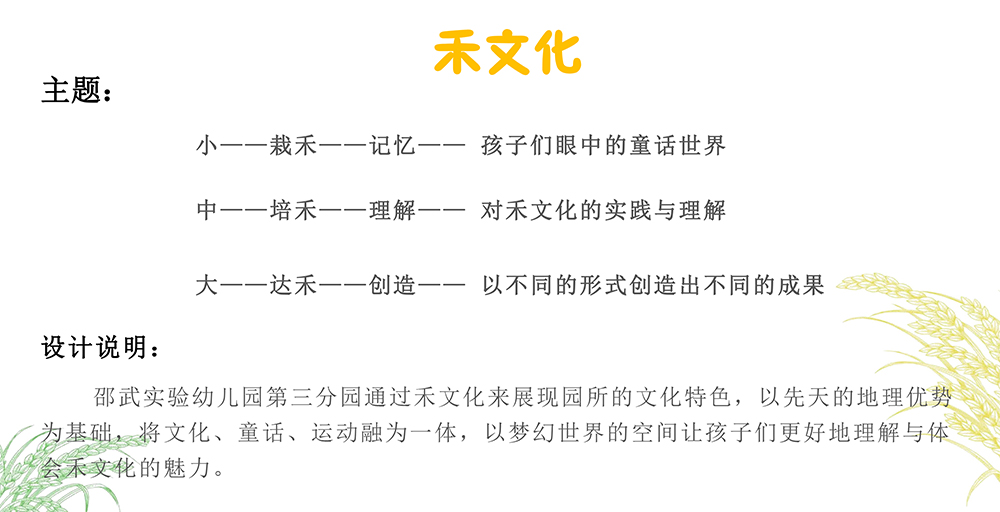 禾文化
主题：
小——栽禾——记忆—— 孩子们眼中的童话世界
中——培禾——理解—— 对禾文化的实践与理解
大——达禾——创造—— 以不同的形式创造出不同的成果
设计说明：
邵武实验幼儿园第三分园通过禾文化来展现园所的文化特色，以先天的地理优势
为基础，将文化、童话、运动融为一体，以梦幻世界的空间让孩子们更好地理解与体
会禾文化的魅力。